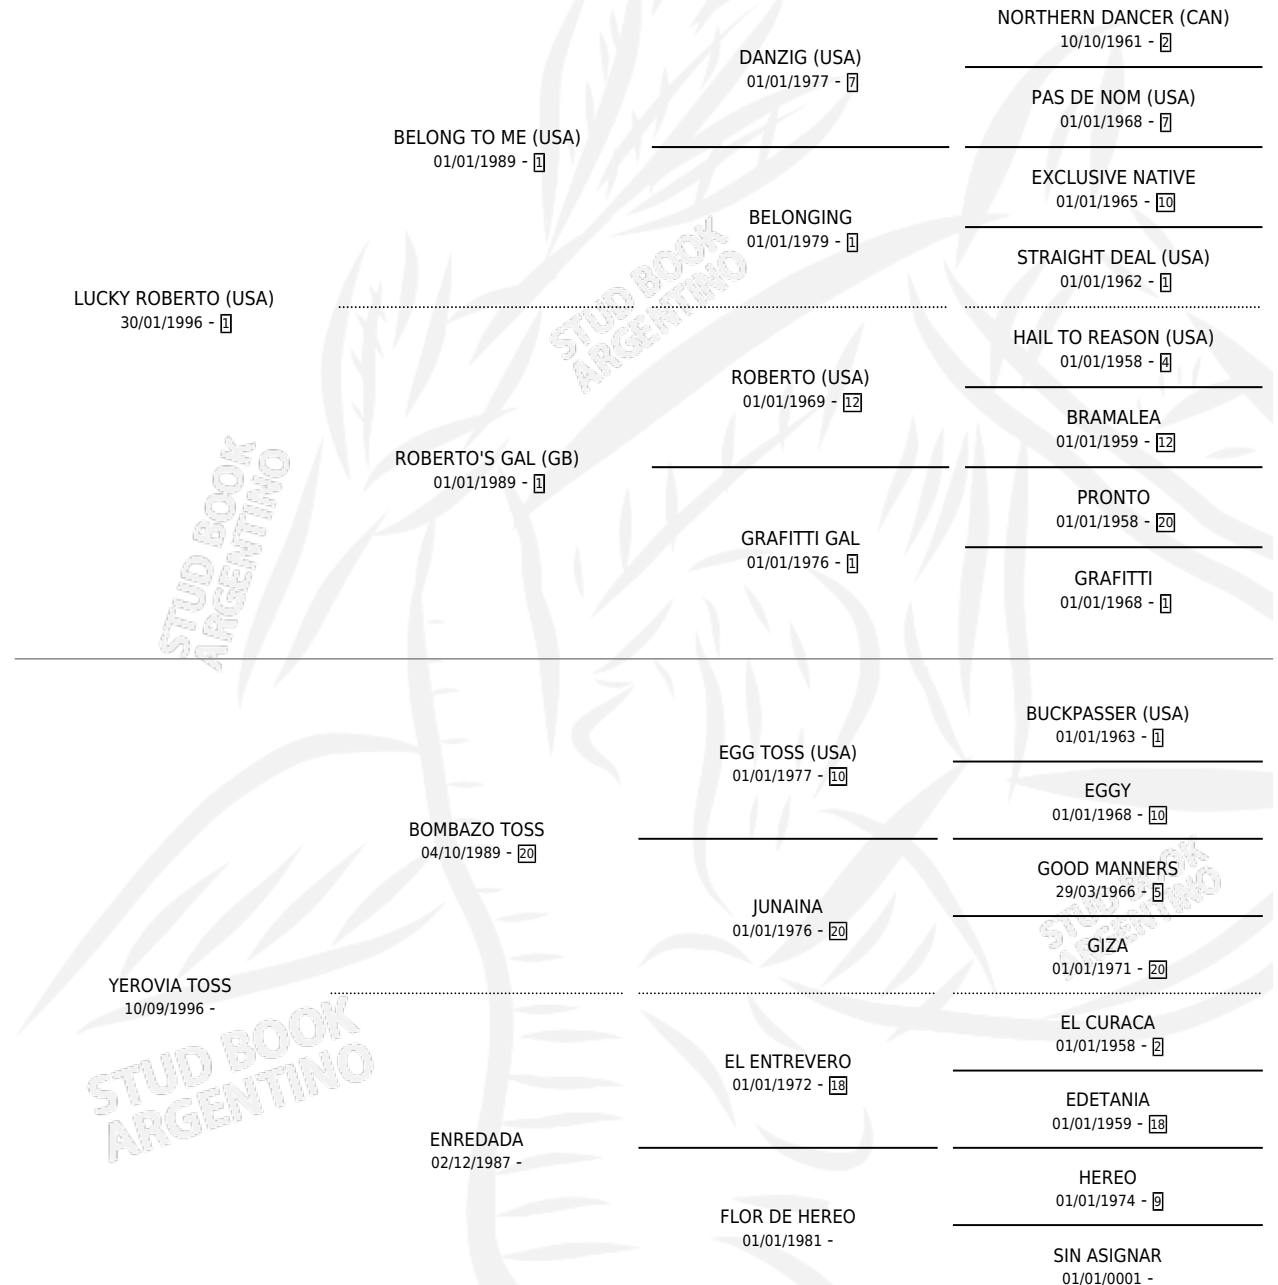 NORTHERN DANCER (CAN)
10/10/1961 - 2
DANZIG (USA)
01/01/1977 - 7
PAS DE NOM (USA)
01/01/1968 - 7
BELONG TO ME (USA)
01/01/1989 - 1
EXCLUSIVE NATIVE
01/01/1965 - 10
BELONGING
01/01/1979 - 1
STRAIGHT DEAL (USA)
01/01/1962 - 1
LUCKY ROBERTO (USA)
30/01/1996 - 1
HAIL TO REASON (USA)
01/01/1958 - 4
ROBERTO (USA)
01/01/1969 - 12
BRAMALEA
01/01/1959 - 12
ROBERTO'S GAL (GB)
01/01/1989 - 1
PRONTO
01/01/1958 - 20
GRAFITTI GAL
01/01/1976 - 1
GRAFITTI
01/01/1968 - 1
STUD BOOK
ARGENTINO
STUD BOOK
ARGENTINO
BUCKPASSER (USA)
01/01/1963 - 1
EGG TOSS (USA)
01/01/1977 - 10
EGGY
01/01/1968 - 10
BOMBAZO TOSS
04/10/1989 - 20
GOOD MANNERS
29/03/1966 - 5
JUNAINA
01/01/1976 - 20
GIZA
01/01/1971 - 20
YEROVIA TOSS
10/09/1996 -
EL CURACA
01/01/1958 - 2
EL ENTREVERO
01/01/1972 - 18
EDETANIA
01/01/1959 - 18
ENREDADA
02/12/1987 -
HEREO
01/01/1974 - 9
FLOR DE HEREO
01/01/1981 -
SIN ASIGNAR
01/01/0001 -
STUD BOOK
ARGENTINO
STUD BOOK
ARGENTINO